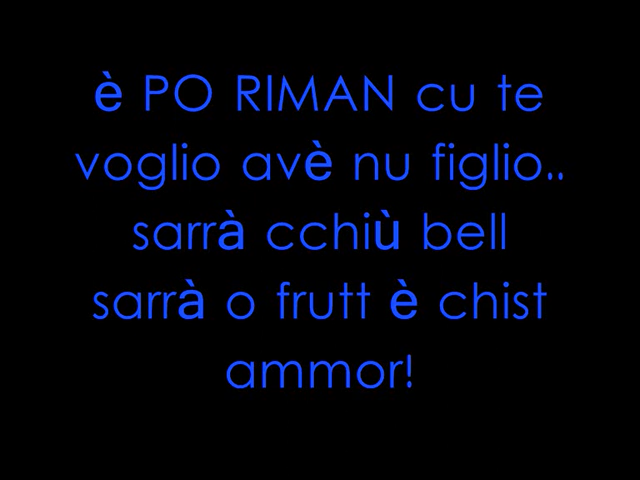 è PO RIMAN cu te
voglio avè nu figlio..
sarrà cchiù bell
sarrà o frutt è chist
ammor!